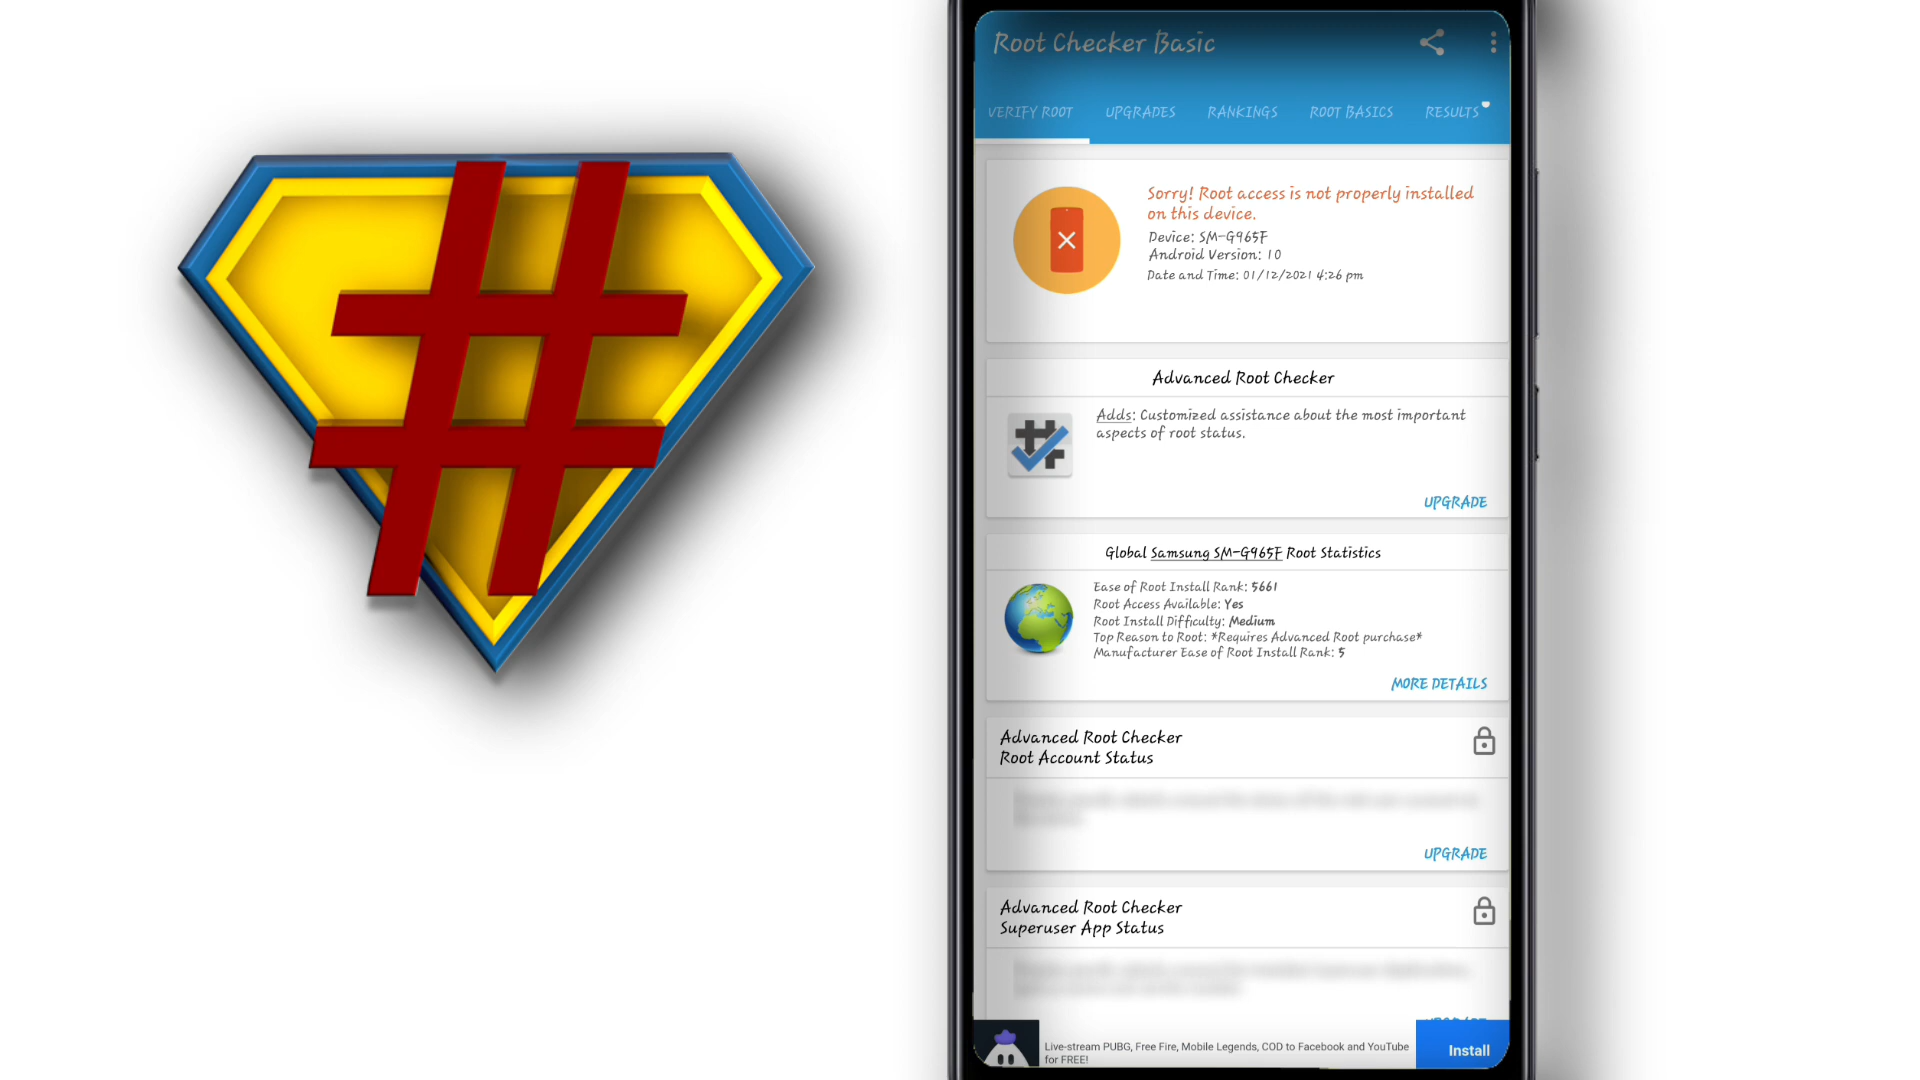 Root Checker Basic
VERIFY ROOT UPGRADES RANKINGS ROOT BASICS RESULTS
Sorry! Root access is not properly installed
on this device.
Device: SM-G965F
Android Version: 10
Date and Time: 01/12/2021 4:26 pm
Advanced Root Checker
Adds: Customized assistance about the most important
aspects of root status.
UPGRADE
Global Samsung SM-G965F Root Statistics
Ease of Root Install Rank: 5661
Root Access Available: Yes
Root Install Difficulty: Medium
Top Reason to Root: *Requires Advanced Root purchase*
Manufacturer Ease of Root Install Rank: 5
MORE DETAILS
Advanced Root Checker
Root Account Status
UPGRADE
Advanced Root Checker
Superuser App Status
Live-stream PUBG, Free Fire, Mobile Legends, COD to Facebook and YouTube
for FREE!
Install